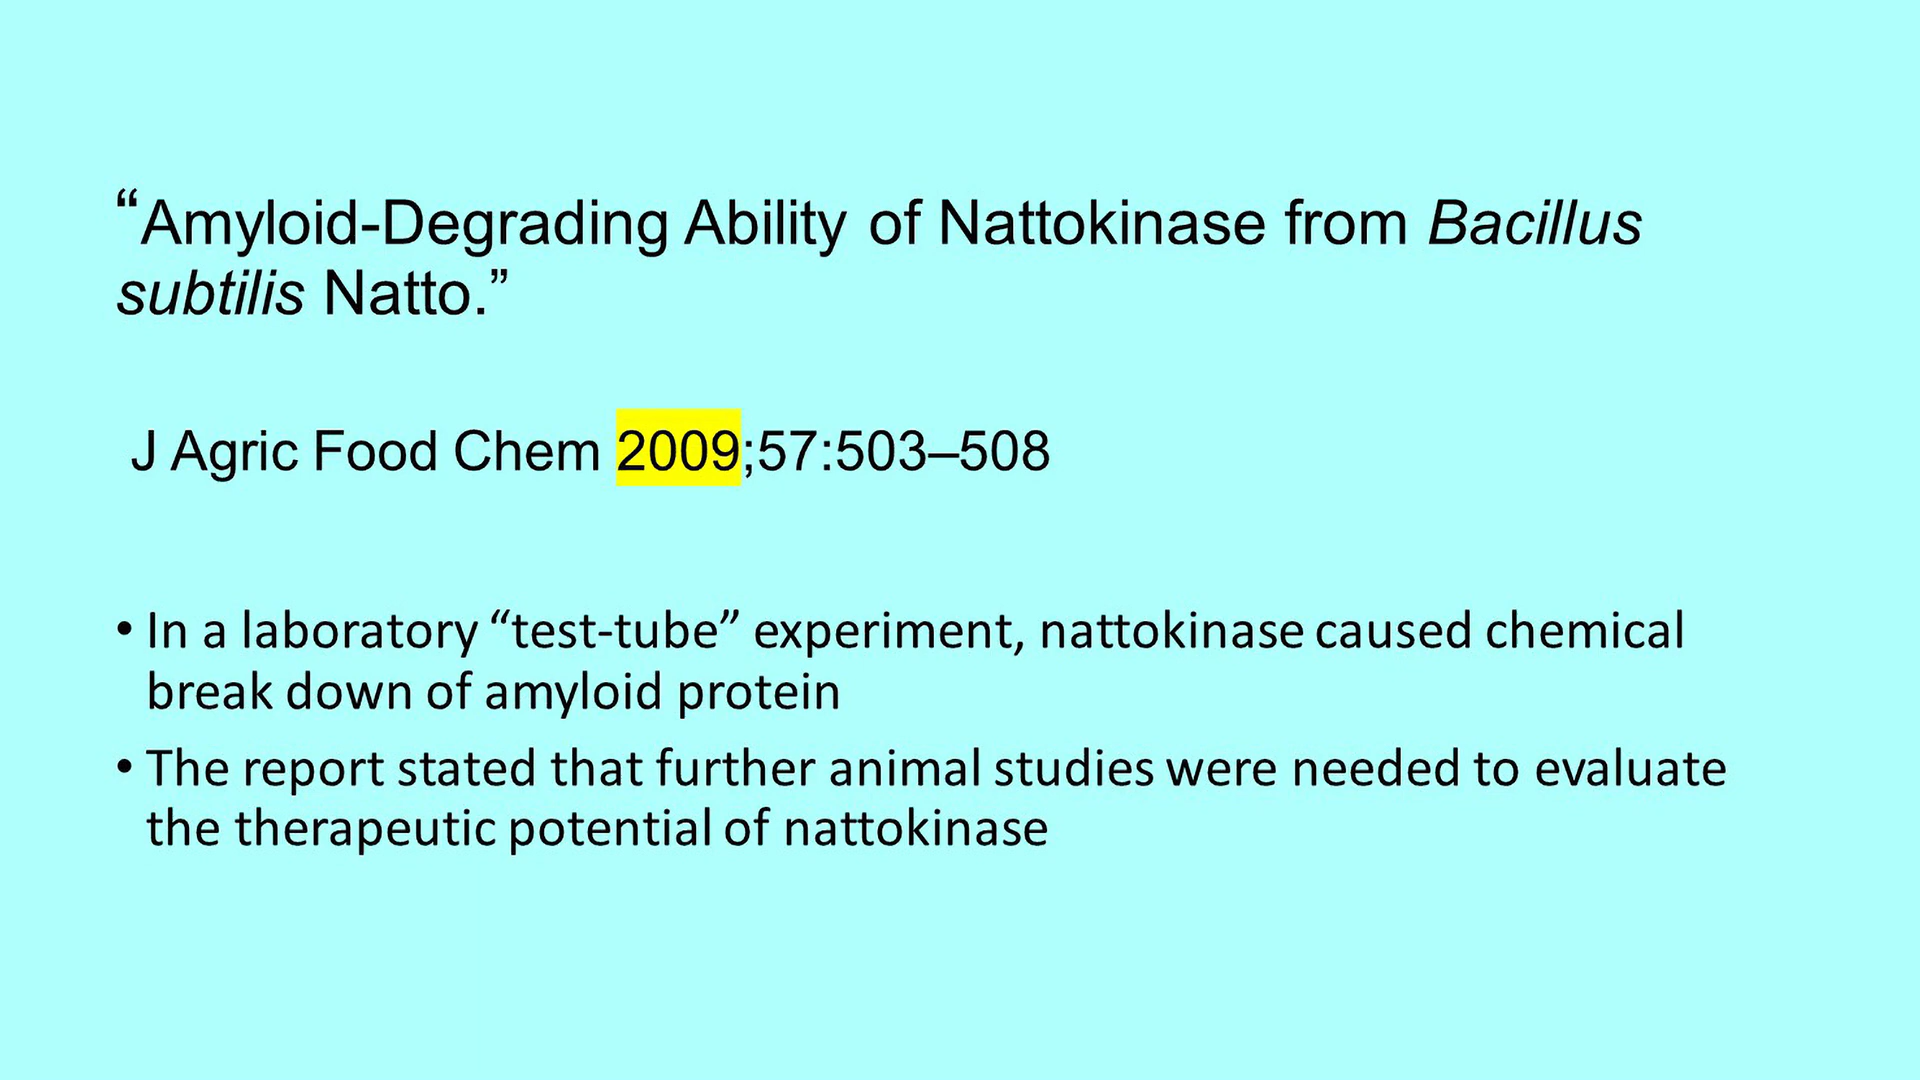 “Amyloid-Degrading Ability of Nattokinase from Bacillus
subtilis Natto.”
J Agric Food Chem 2009;57:503–508
• In a laboratory “test-tube” experiment, nattokinase caused chemical
break down of amyloid protein
• The report stated that further animal studies were needed to evaluate
the therapeutic potential of nattokinase